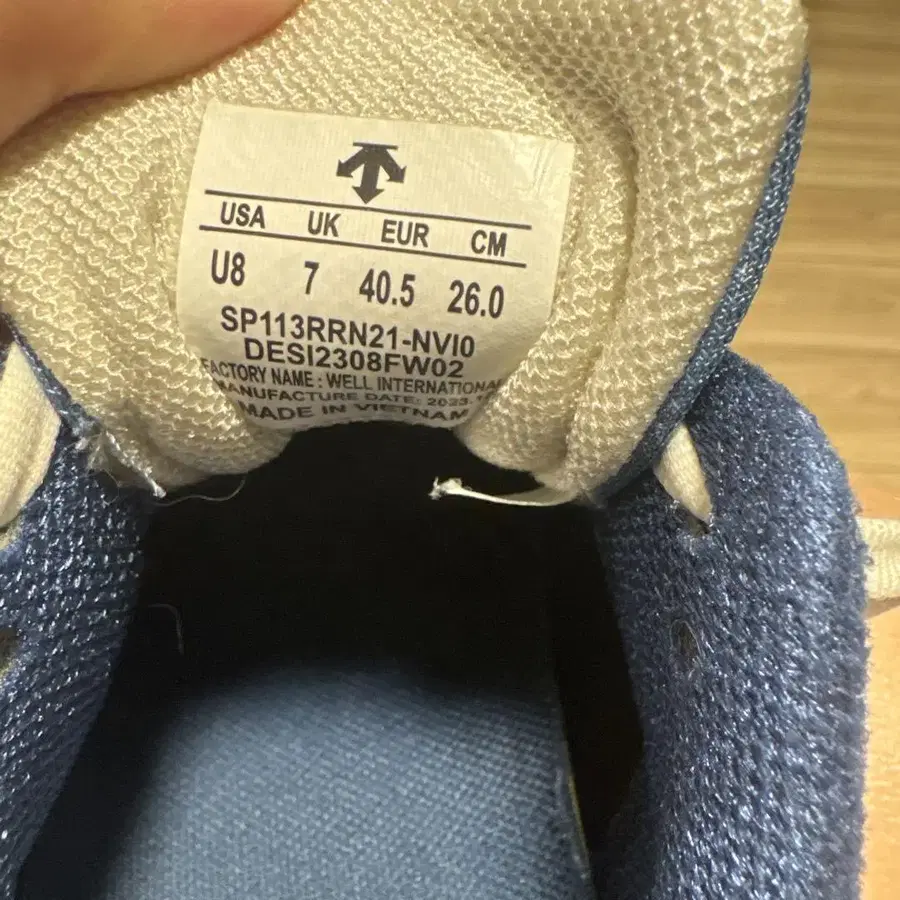 USA UK EUR CM
U8 7 40.5 26.0
SP113RRN21-NVI0
DESI2308FW02
FACTORY NAME : WELL INTERNATIONAL
MANUFACTURE DATE: 2023.1
MADE IN VIETNAM